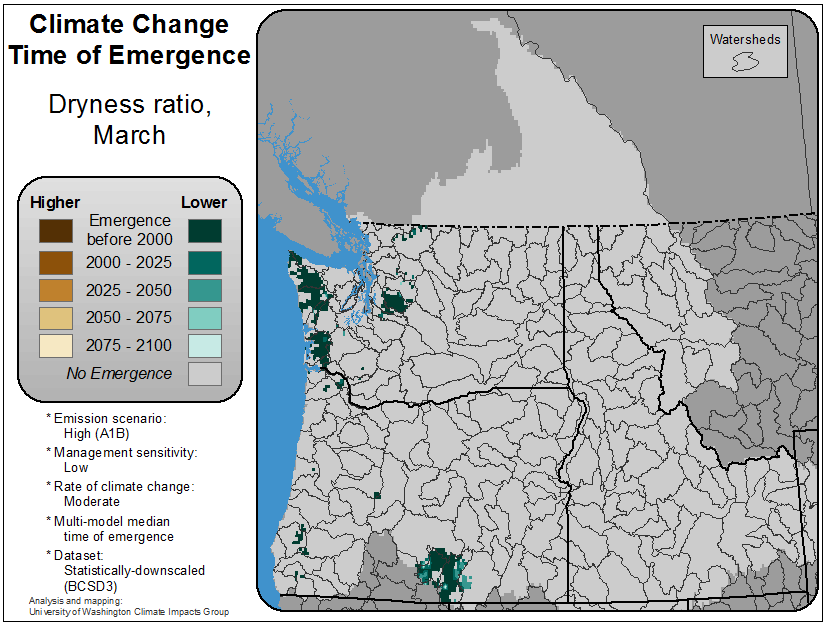 Climate Change
Time of Emergence
Dryness ratio,
March
Higher
Lower
Emergence
before 2000
2000 - 2025
2025 - 2050
2050 - 2075
2075 - 2100
No Emergence
* Emission scenario:
High (A1B)
* Management sensitivity:
Low
* Rate of climate change:
Moderate
* Multi-model median
time of emergence
* Dataset:
Statistically-downscaled
(BCSD3)
Analysis and mapping:
University of Washington Climate Impacts Group
Watersheds